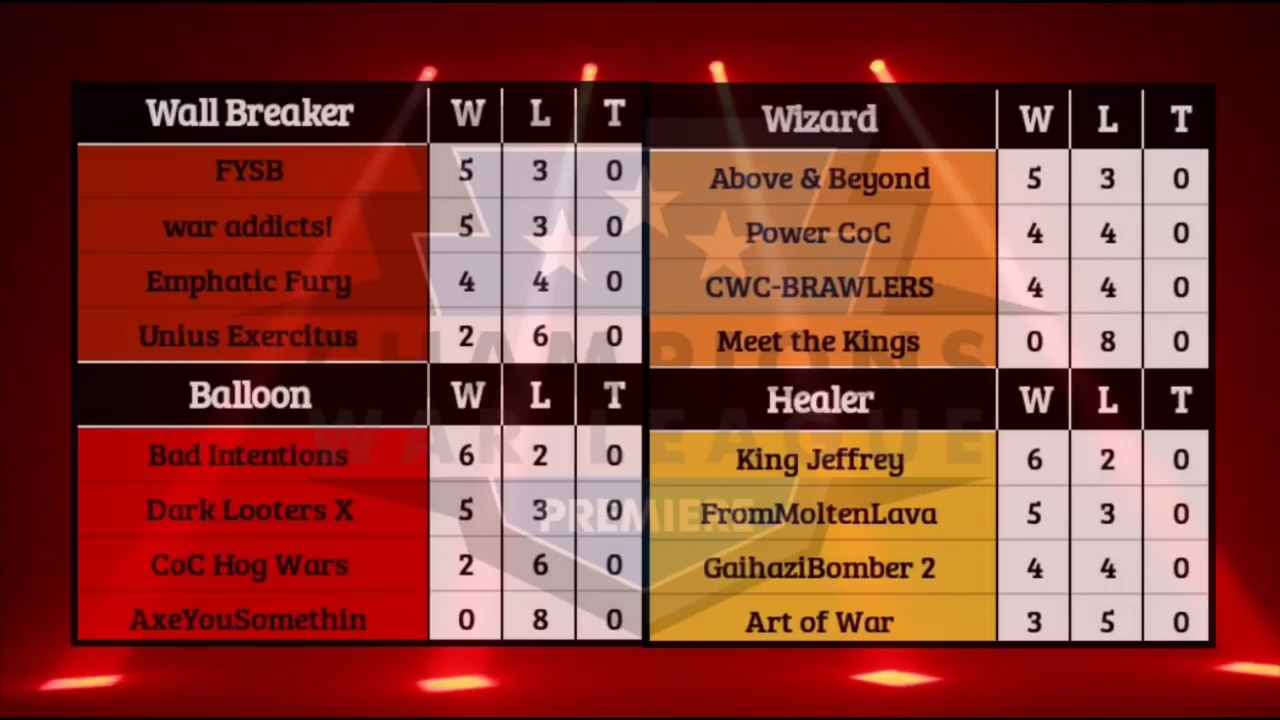 Wall Breaker W L T
FYSB 5 3 0
war addicts! 5 3 0
Emphatic Fury 4 4 0
Unius Exercitus 2 6 0
Balloon W L T
Bad Intentions 6 2 0
Dark Looters X 5 3 0
CoC Hog Wars 2 6 0
AxeYouSomethin 0 8 0
Wizard W L T
Above & Beyond 5 3 0
Power CoC 4 4 0
CWC-BRAWLERS 4 4 0
Meet the Kings 0 8 0
Healer W L T
King Jeffrey 6 2 0
FromMoltenLava 5 3 0
GaihaziBomber 2 4 4 0
Art of War 3 5 0
CHAMPIONS
WAR LEAGUE
PREMIERE